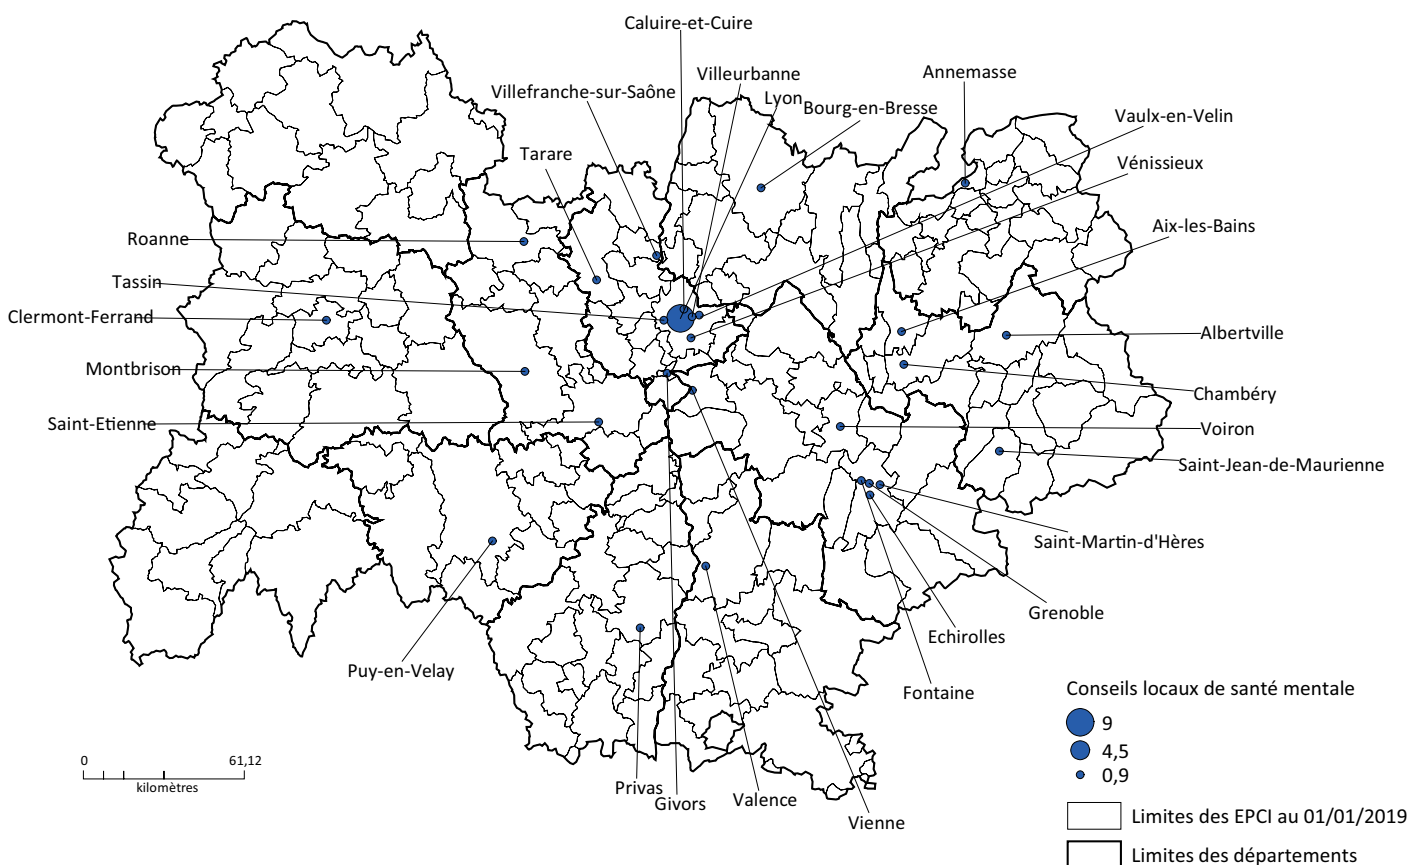 Caluire-et-Cuire
Villeurbanne
Annemasse
Villefranche-sur-Saône
Lyon
Bourg-en-Bresse
Vaulx-en-Velin
Tarare
Vénissieux
Aix-les-Bains
Roanne
Tassin
Clermont-Ferrand
Albertville
Montbrison
Chambéry
Saint-Etienne
Voiron
Saint-Jean-de-Maurienne
Saint-Martin-d'Hères
Grenoble
Echirolles
Puy-en-Velay
Fontaine
Conseils locaux de santé mentale
9
4,5
0,9
0 61,12
kilomètres
Privas
Givors
Valence
Vienne
Limites des EPCI au 01/01/2019
Limites des départements